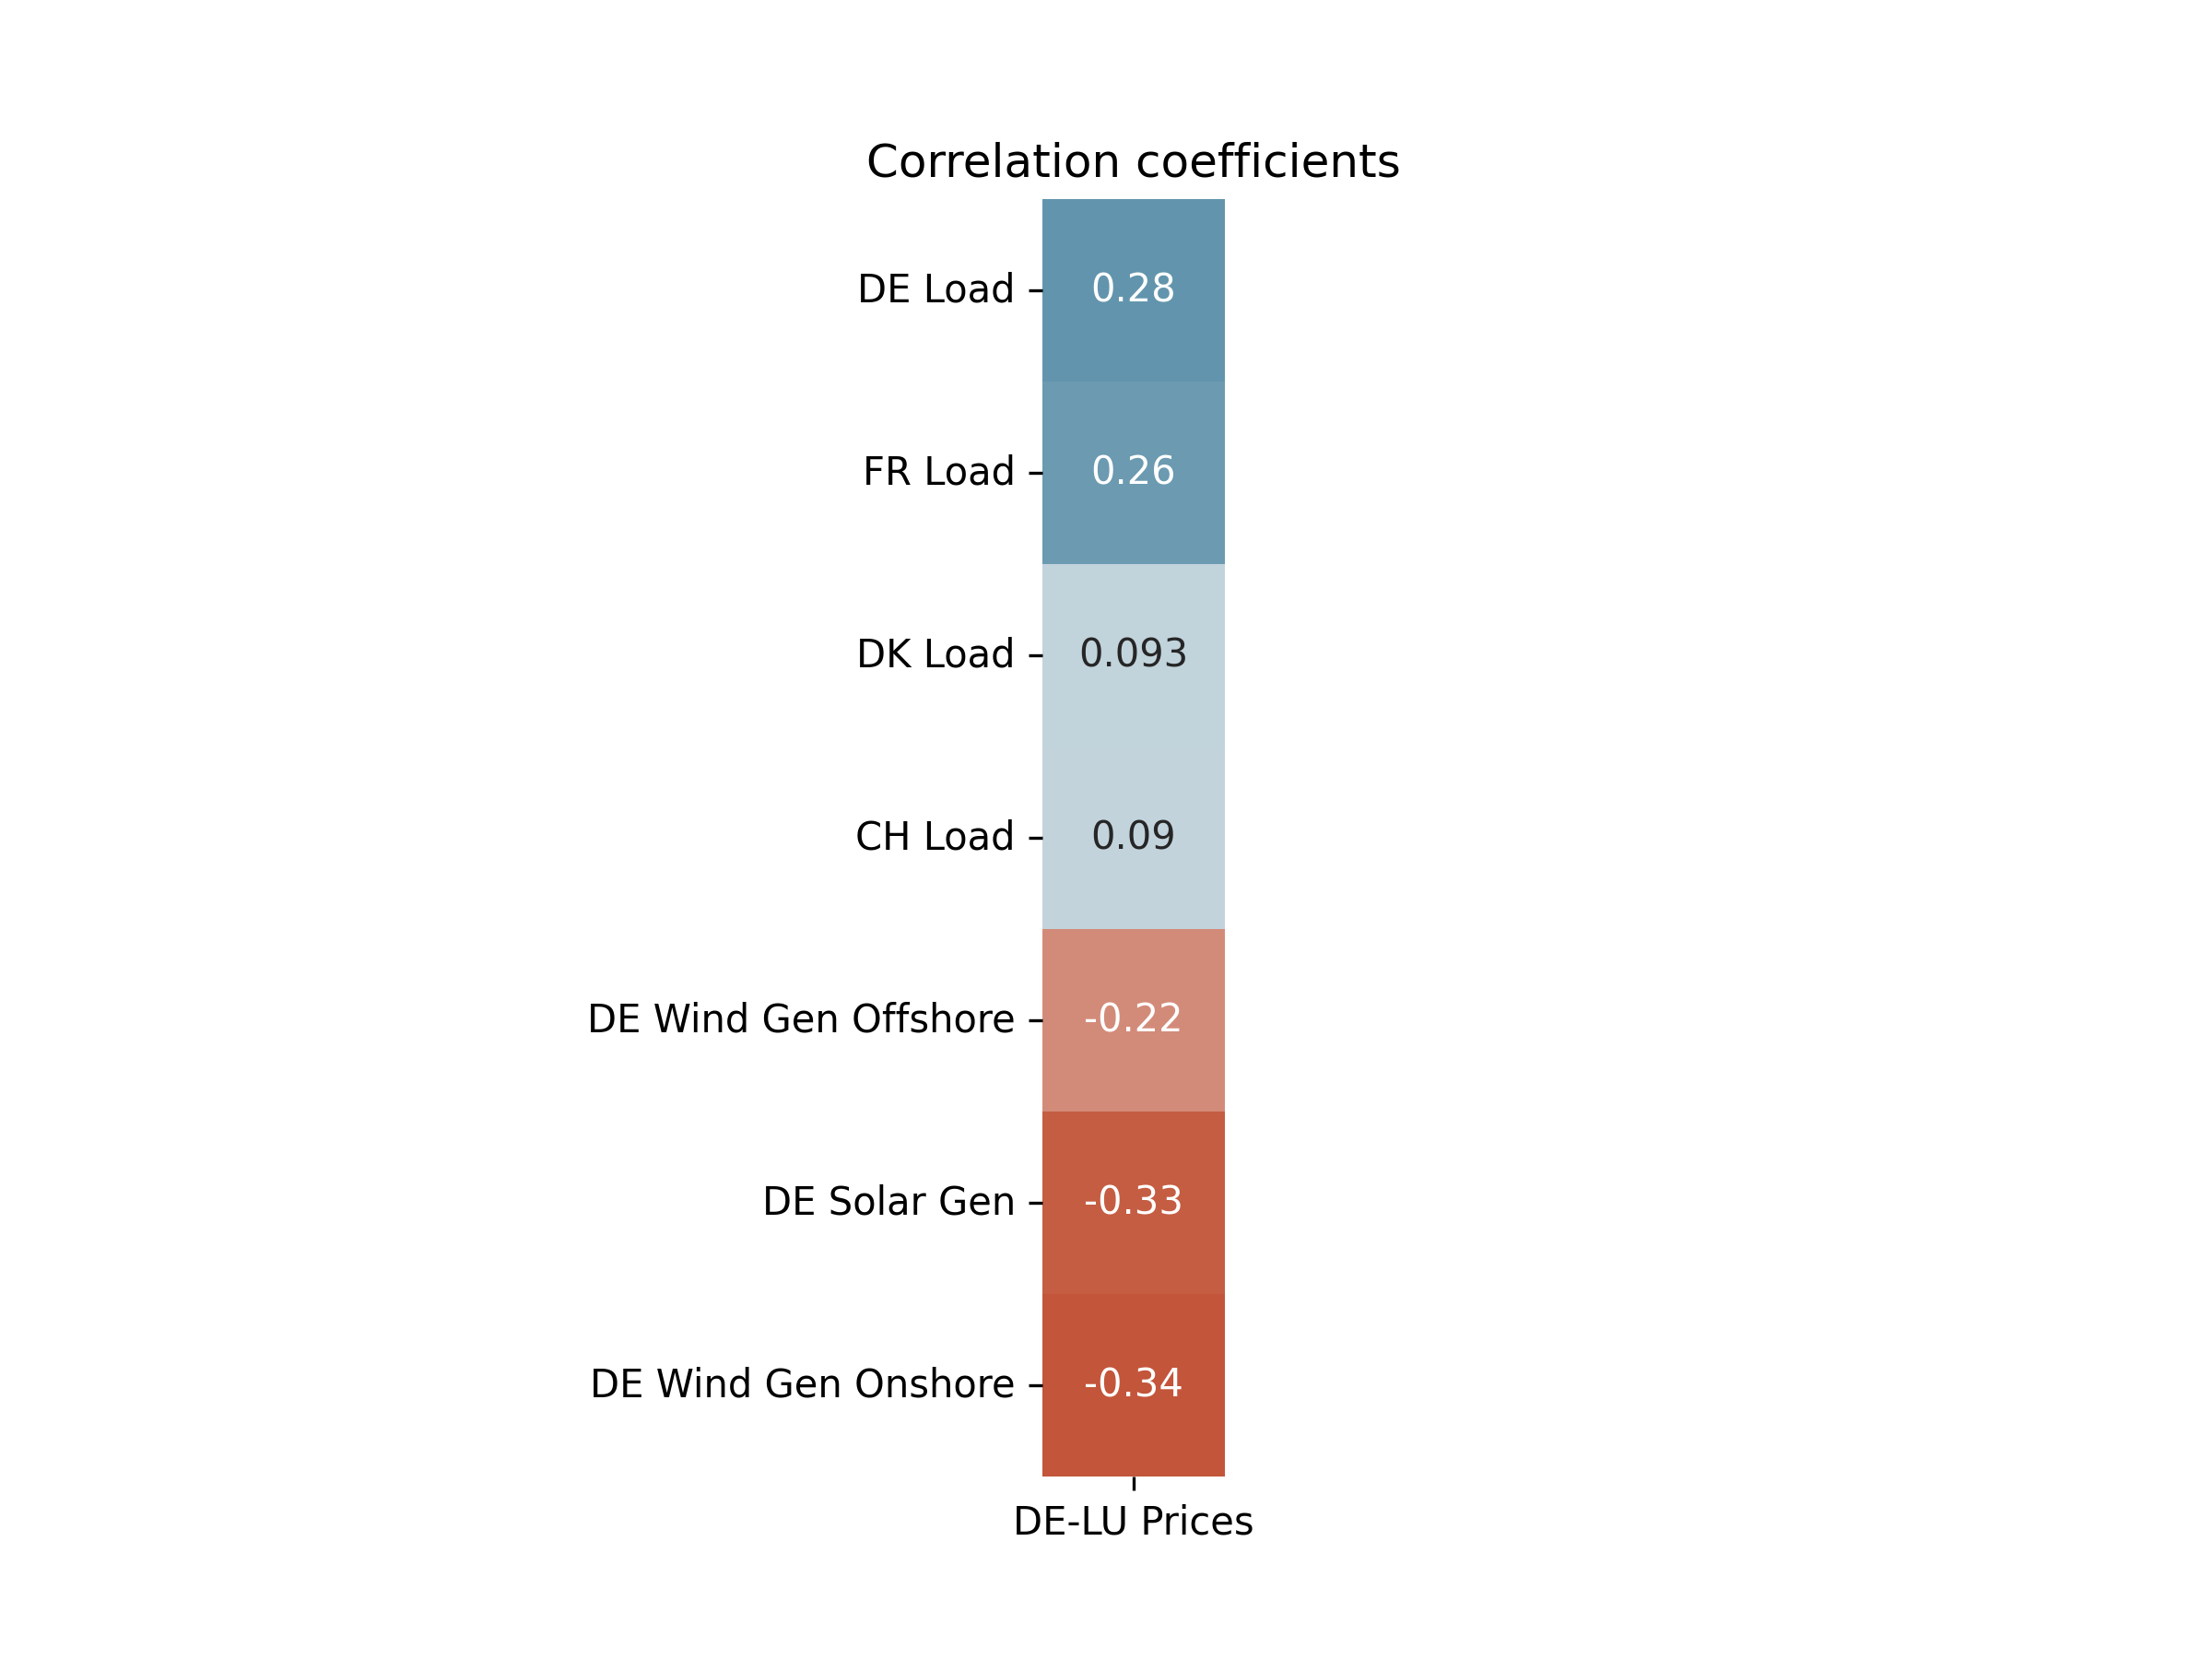 Correlation coefficients
DE Load 0.28
FR Load 0.26
DK Load 0.093
CH Load 0.09
DE Wind Gen Offshore -0.22
DE Solar Gen -0.33
DE Wind Gen Onshore -0.34
DE-LU Prices